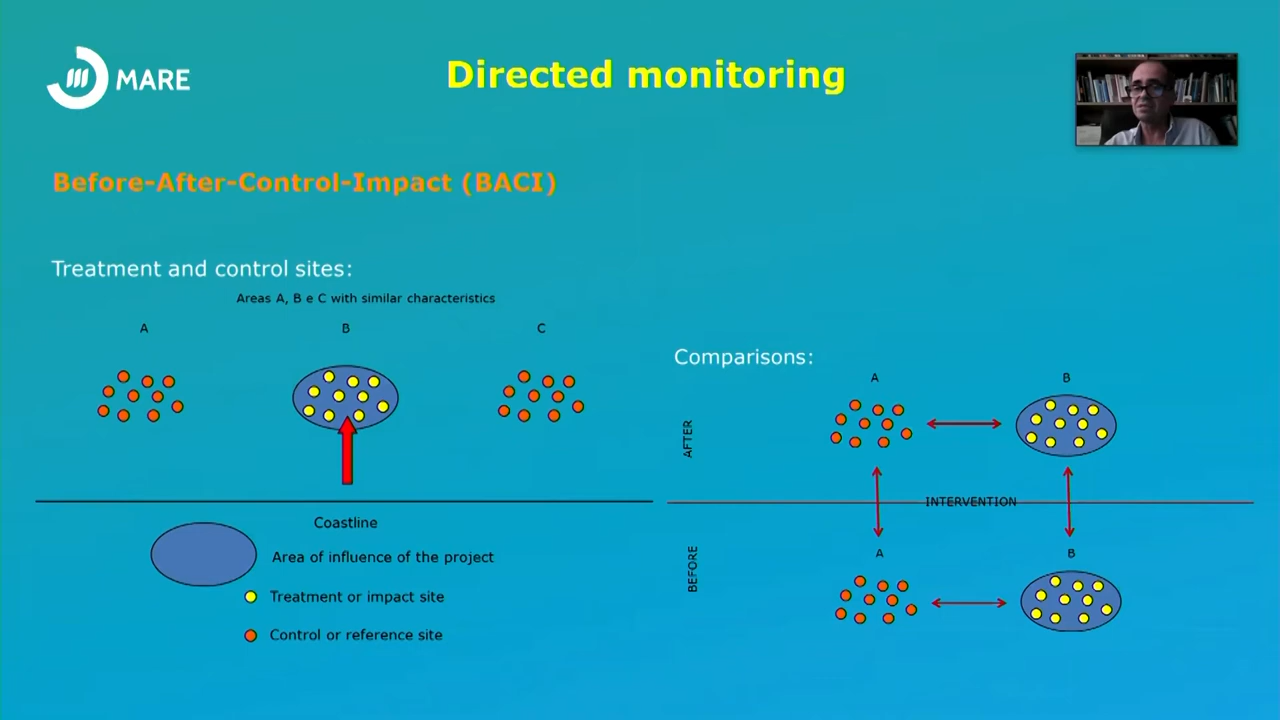 MARE
Directed monitoring
Before-After-Control-Impact (BACI)
Treatment and control sites:
Areas A, B e C with similar characteristics
A B C
Coastline
Area of influence of the project
Treatment or impact site
Control or reference site
Comparisons:
A B
AFTER
INTERVENTION
A B
BEFORE